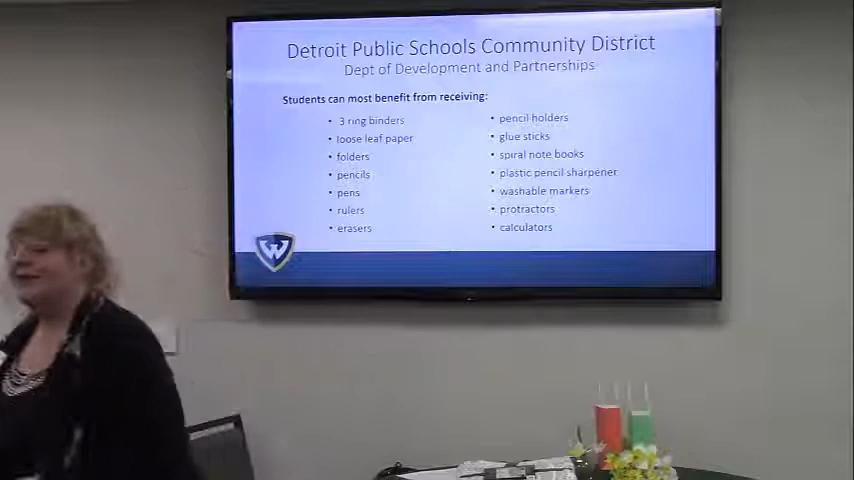 Detroit Public Schools Community District
Dept of Development and Partnerships
Students can most benefit from receiving:
• 3 ring binders
• loose leaf paper
• folders
• pencils
• pens
• rulers
• erasers
• pencil holders
• glue sticks
• spiral note books
• plastic pencil sharpener
• washable markers
• protractors
• calculators
W